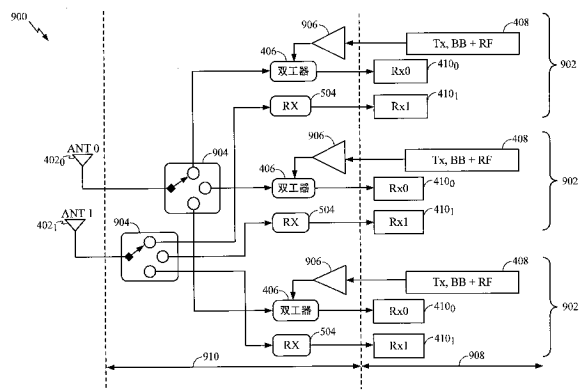 900
906
408
Tx, BB + RF
406
双工器
Rx0
410₀
902
504
RX
Rx1
410₁
ANT 0
402₀
904
906
408
Tx, BB + RF
406
双工器
Rx0
410₀
902
504
RX
Rx1
410₁
ANT 1
402₁
904
906
408
Tx, BB + RF
406
双工器
Rx0
410₀
902
504
RX
Rx1
410₁
910
908